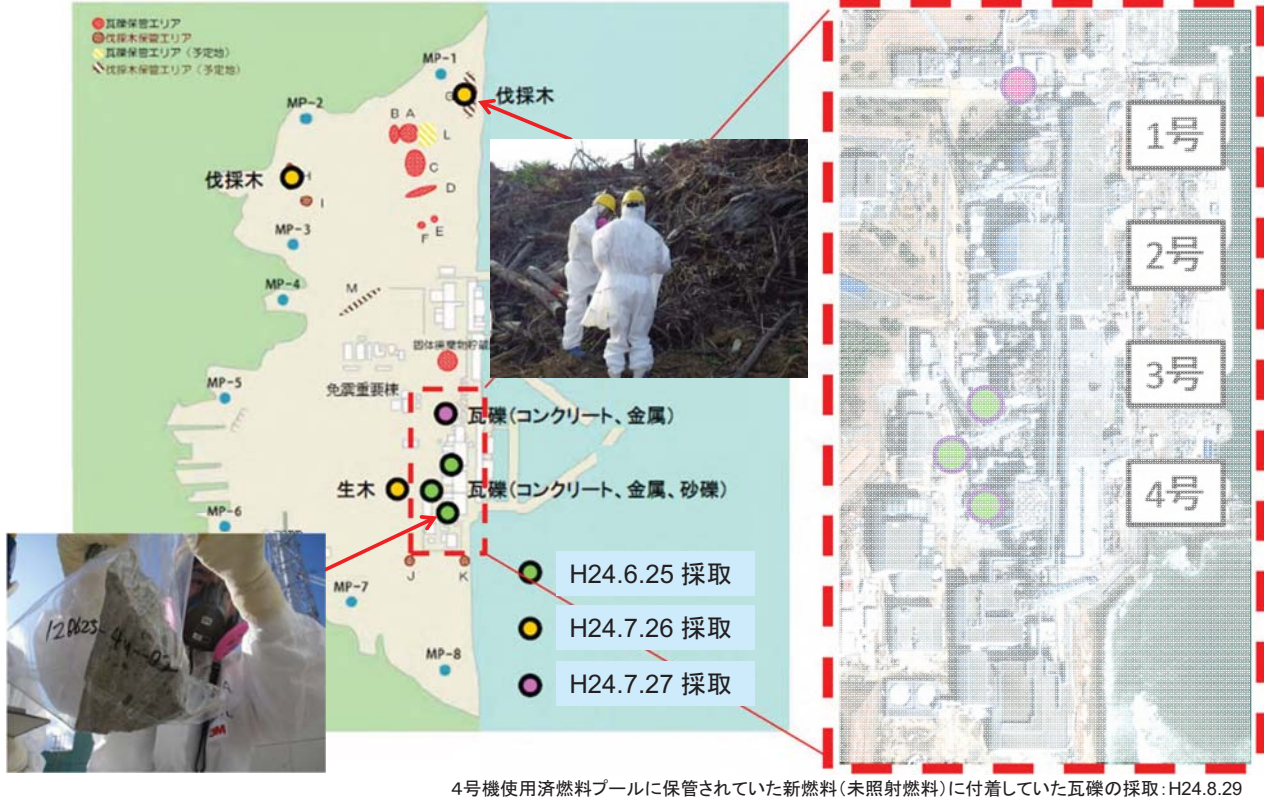 瓦礫保管エリア
伐採木保管エリア
瓦礫保管エリア(予定地)
伐採木保管エリア(予定地)
MP-1
G
伐採木
MP-2
B A
L
C
伐採木
H
I
D
E
F
MP-3
MP-4
M
固体廃棄物貯蔵
免震重要棟
MP-5
瓦礫(コンクリート、金属)
生木
瓦礫(コンクリート、金属、砂礫)
MP-6
J
K
MP-7
MP-8
H24.6.25 採取
H24.7.26 採取
H24.7.27 採取
3M
1号
2号
3号
4号
4号機使用済燃料プールに保管されていた新燃料(未照射燃料)に付着していた瓦礫の採取:H24.8.29